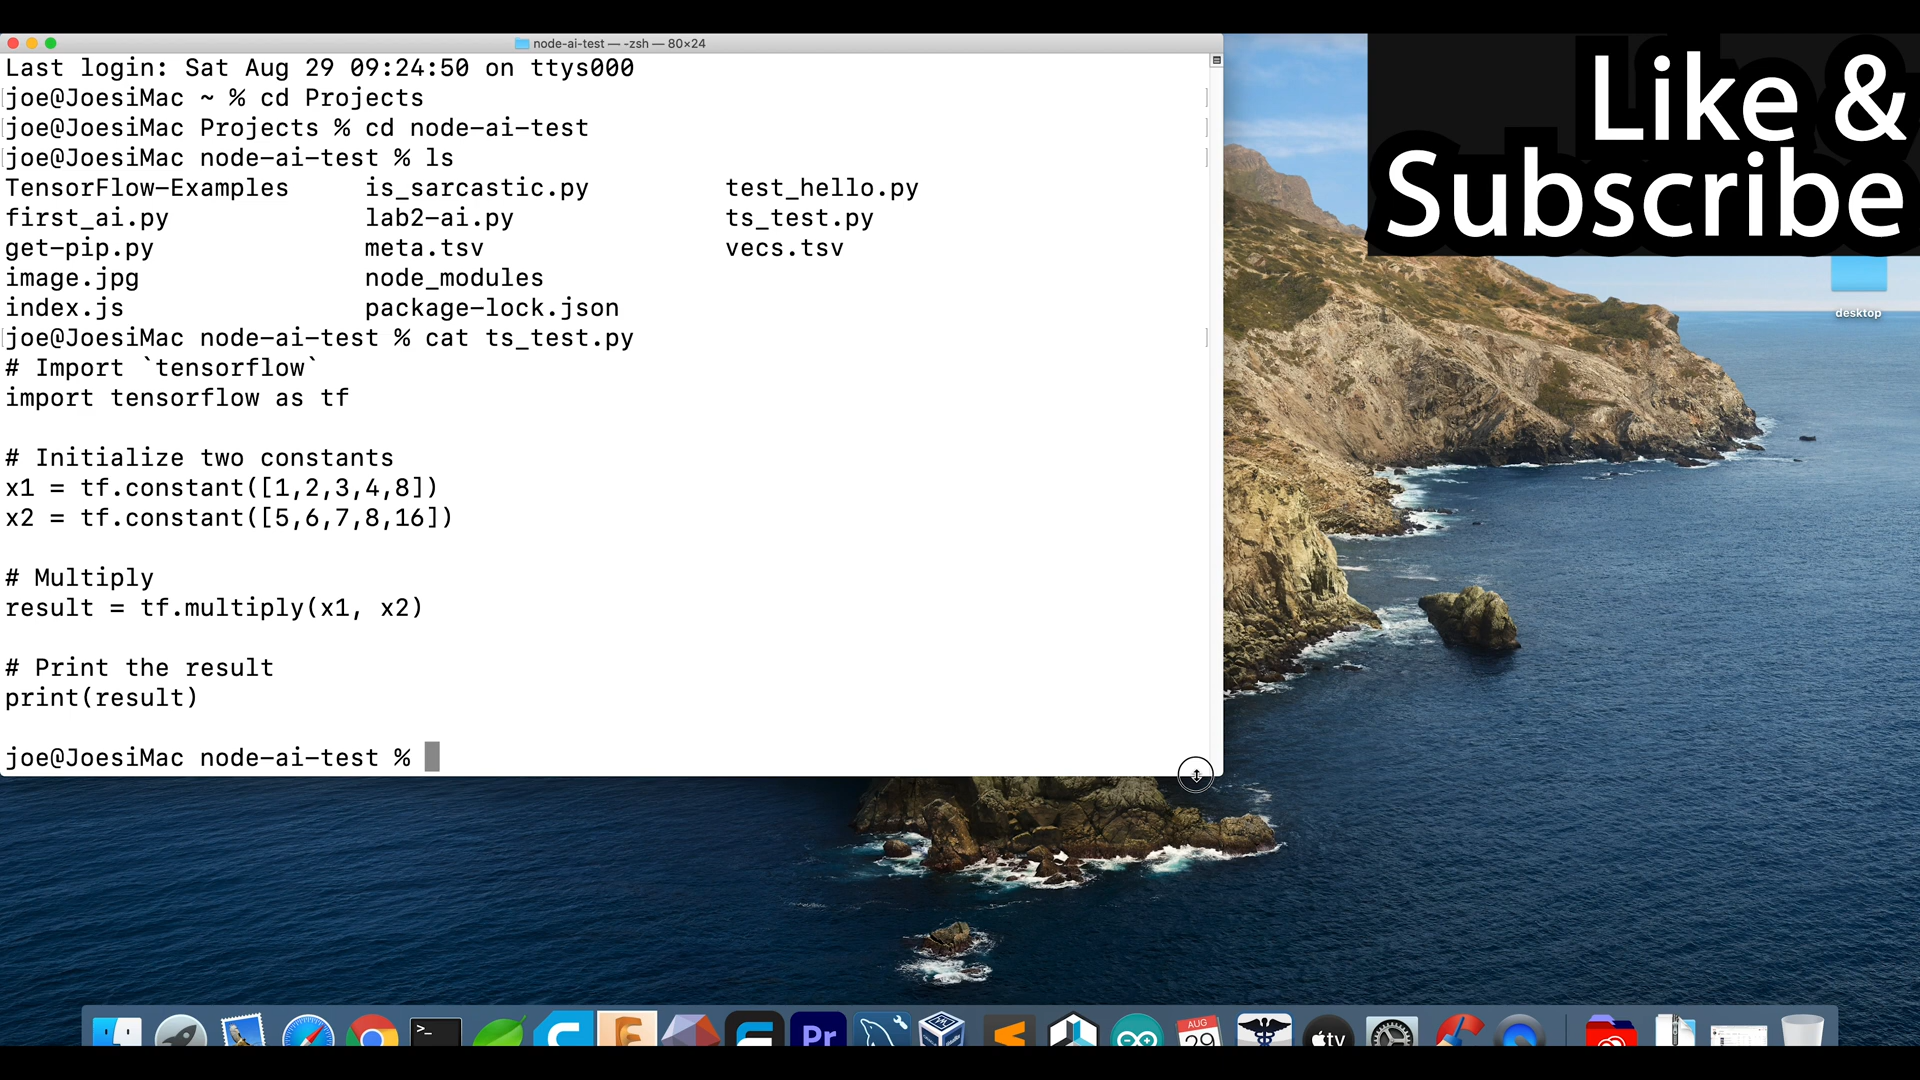 node-ai-test — -zsh — 80×24
Last login: Sat Aug 29 09:24:50 on ttys000
joe@JoesiMac ~ % cd Projects
joe@JoesiMac Projects % cd node-ai-test
joe@JoesiMac node-ai-test % ls
TensorFlow-Examples is_sarcastic.py test_hello.py
first_ai.py lab2-ai.py ts_test.py
get-pip.py meta.tsv vecs.tsv
image.jpg node_modules
index.js package-lock.json
joe@JoesiMac node-ai-test % cat ts_test.py
# Import `tensorflow`
import tensorflow as tf
# Initialize two constants
x1 = tf.constant([1,2,3,4,8])
x2 = tf.constant([5,6,7,8,16])
# Multiply
result = tf.multiply(x1, x2)
# Print the result
print(result)
joe@JoesiMac node-ai-test %
Like &
Subscribe
desktop
>_
Pr
AUG
29
tv